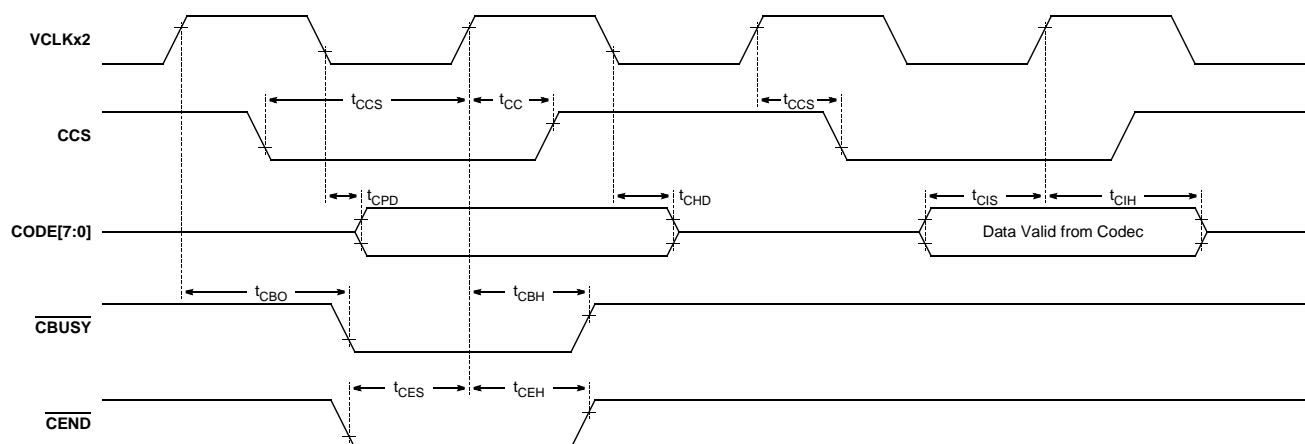 VCLKx2
tCCS tCC tCCS
CCS
tCPD tCHD tCIS tCIH
CODE[7:0] Data Valid from Codec
tCBO tCBH
CBUSY
tCES tCEH
CEND